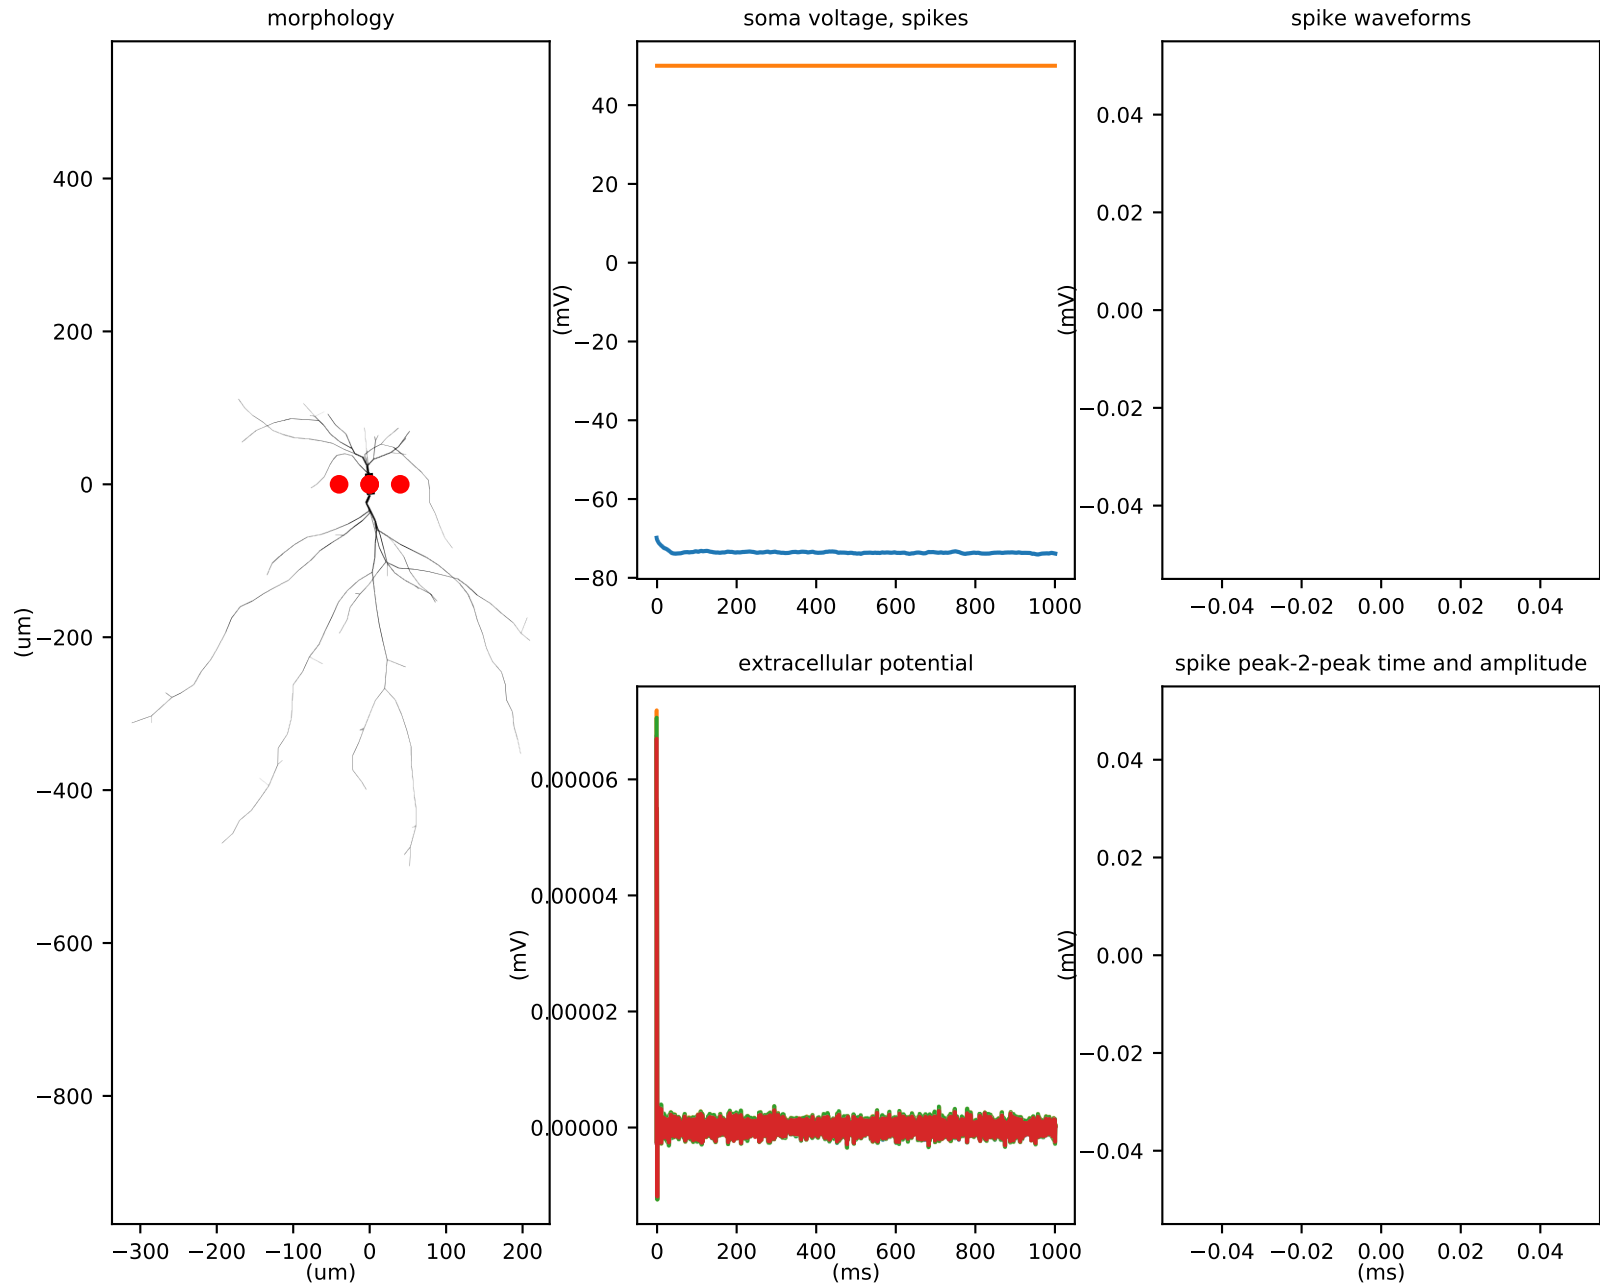 morphology
400
200
0
−200
−400
−600
−800
(um)
−300 −200 −100 0 100 200
(um)
soma voltage, spikes
40
20
0
−20
−40
−60
−80
(mV)
0 200 400 600 800 1000
spike waveforms
0.04
0.02
0.00
−0.02
−0.04
(mV)
−0.04 −0.02 0.00 0.02 0.04
extracellular potential
0.00006
0.00004
0.00002
0.00000
(mV)
0 200 400 600 800 1000
(ms)
spike peak-2-peak time and amplitude
0.04
0.02
0.00
−0.02
−0.04
(mV)
−0.04 −0.02 0.00 0.02 0.04
(ms)